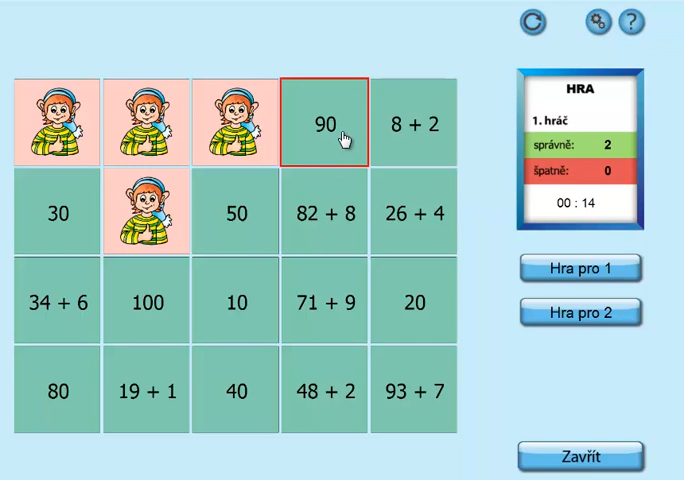 ?
HRA
1. hráč
správně: 2
špatně: 0
00 : 14
90
8 + 2
30
50
82 + 8
26 + 4
34 + 6
100
10
71 + 9
20
80
19 + 1
40
48 + 2
93 + 7
Hra pro 1
Hra pro 2
Zavřít